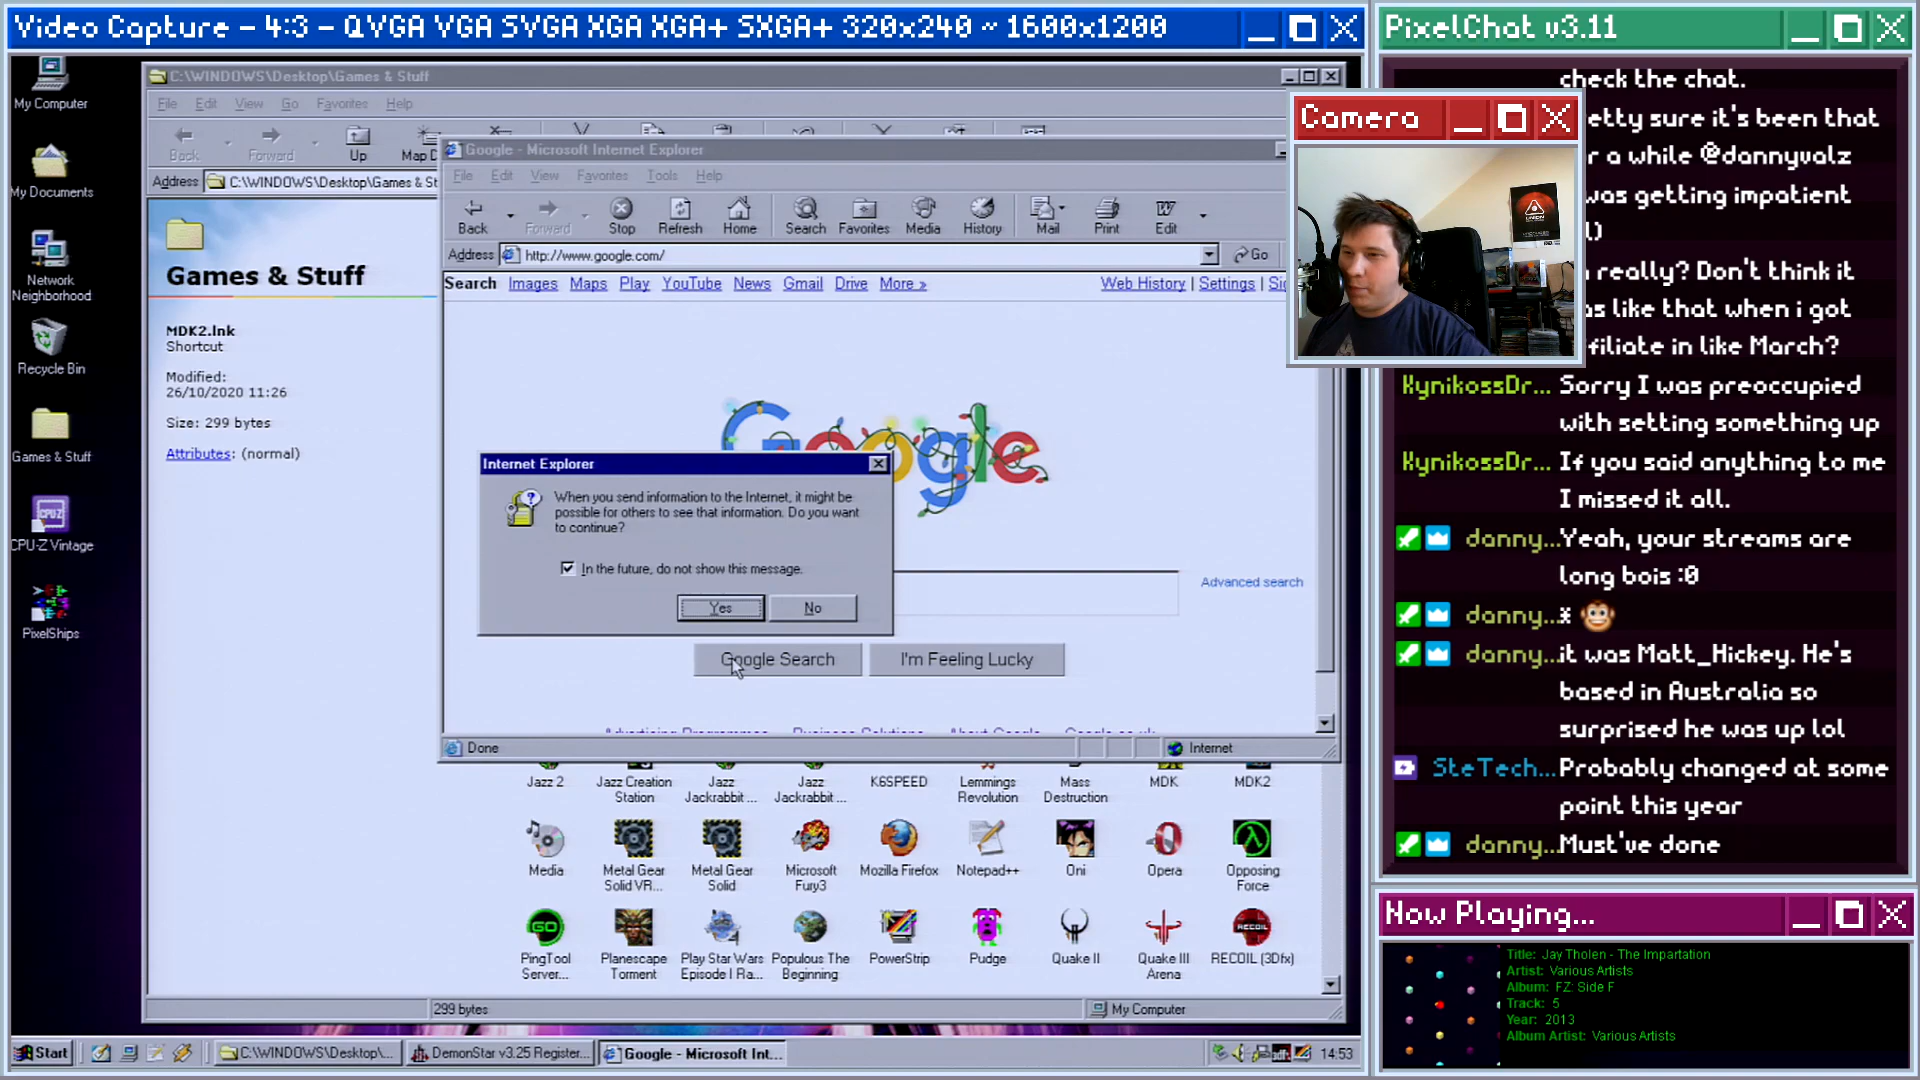 Video Capture - 4:3 - QVGA VGA SVGA XGA XGA+ SXGA+ 320x240 ~ 1600x1200
My Computer
My Documents
Network
Neighborhood
Recycle Bin
Games & Stuff
CPU-Z Vintage
PixelShips
C:\WINDOWS\Desktop\Games & Stuff
File Edit View Go Favorites Help
Back Forward Up Map D
Address C:\WINDOWS\Desktop\Games & St
Games & Stuff
MDK2.lnk
Shortcut
Modified:
26/10/2020 11:26
Size: 299 bytes
Attributes: (normal)
Google - Microsoft Internet Explorer
File Edit View Favorites Tools Help
Back Forward Stop Refresh Home Search Favorites Media History Mail Print Edit
Address http://www.google.com/ Go
Search Images Maps Play YouTube News Gmail Drive More » Web History | Settings | Si
Google
Internet Explorer
When you send information to the Internet, it might be
possible for others to see that information. Do you want
to continue?
In the future, do not show this message.
Yes No
Advanced search
Google Search I'm Feeling Lucky
Done Internet
Jazz 2
Jazz Creation
Station
Jazz
Jackrabbit ...
Jazz
Jackrabbit ...
K6SPEED
Lemmings
Revolution
Mass
Destruction
MDK
MDK2
Media
Metal Gear
Solid VR...
Metal Gear
Solid
Microsoft
Fury3
Mozilla Firefox
Notepad++
Oni
Opera
Opposing
Force
GO
PingTool
Server...
Planescape
Torment
Play Star Wars
Episode I Ra...
Populous The
Beginning
PowerStrip
Pudge
Quake II
Quake III
Arena
RECOIL
RECOIL (3Dfx)
299 bytes My Computer
Start C:\WINDOWS\Desktop\... DemonStar v3.25 Register... Google - Microsoft Int... 14:53
Camera
PixelChat v3.11
check the chat.
etty sure it's been that
r a while @dannyvalz
was getting impatient
l)
really? Don't think it
as like that when i got
filiate in like March?
KynikossDr... Sorry I was preoccupied
with setting something up
KynikossDr... If you said anything to me
I missed it all.
danny...Yeah, your streams are
long bois :0
danny...x
danny...it was Matt_Hickey. He's
based in Australia so
surprised he was up lol
SteTech...Probably changed at some
point this year
danny...Must've done
Now Playing...
Title: Jay Tholen - The Impartation
Artist: Various Artists
Album: FZ: Side F
Track: 5
Year: 2013
Album Artist: Various Artists